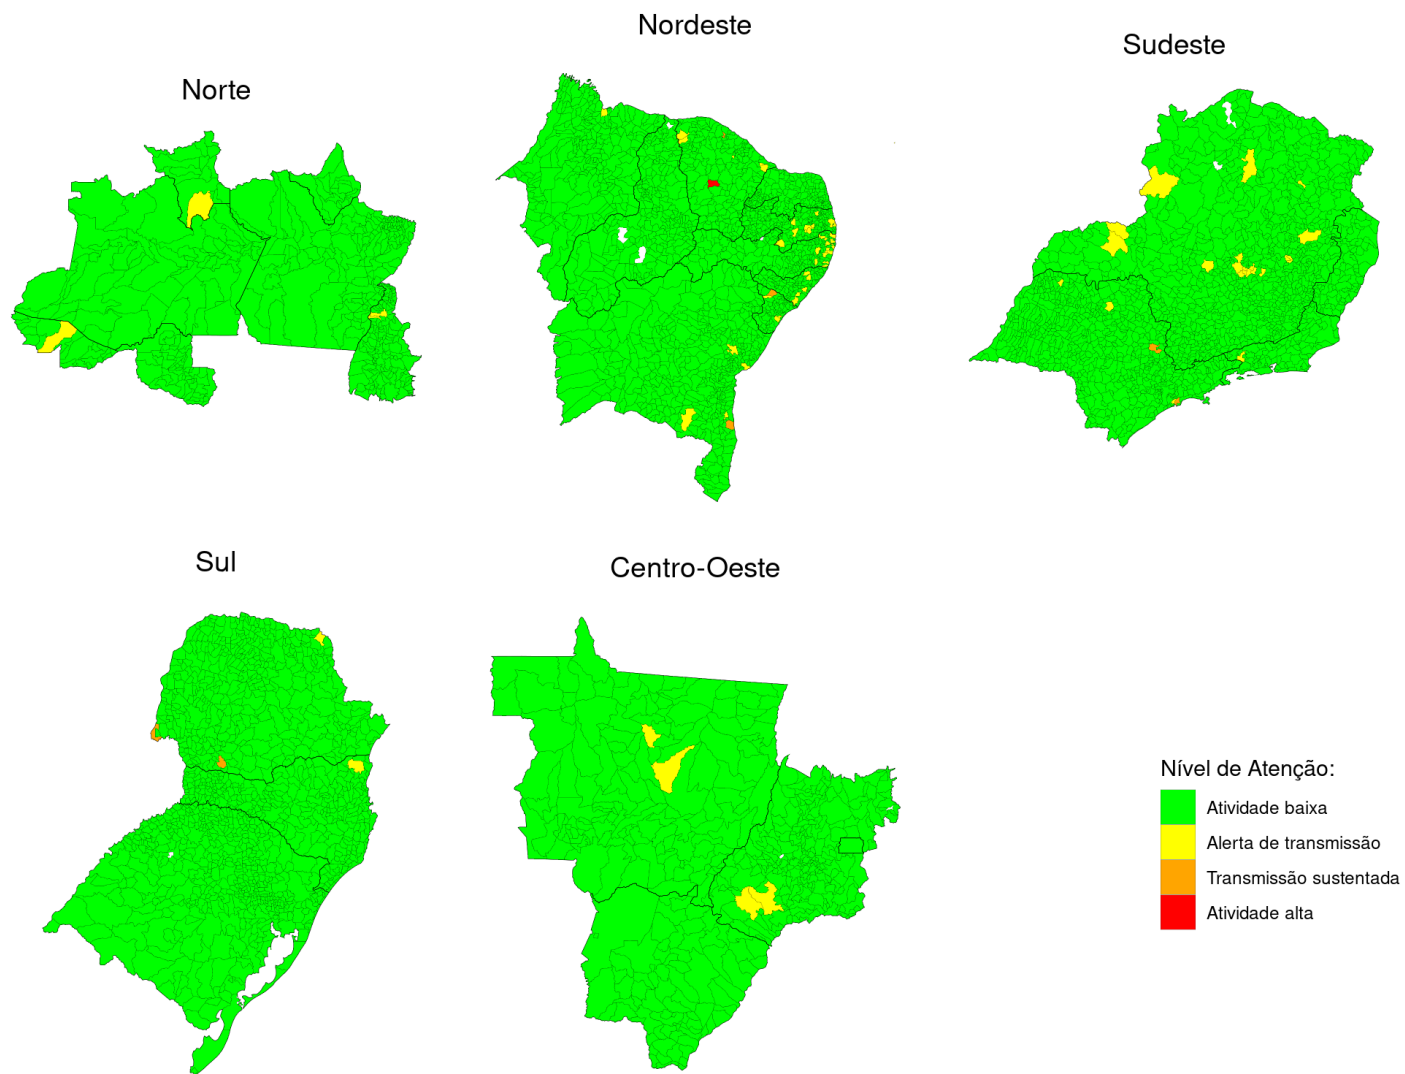 Norte
Nordeste
Sudeste
Sul
Centro-Oeste
Nível de Atenção:
Atividade baixa
Alerta de transmissão
Transmissão sustentada
Atividade alta